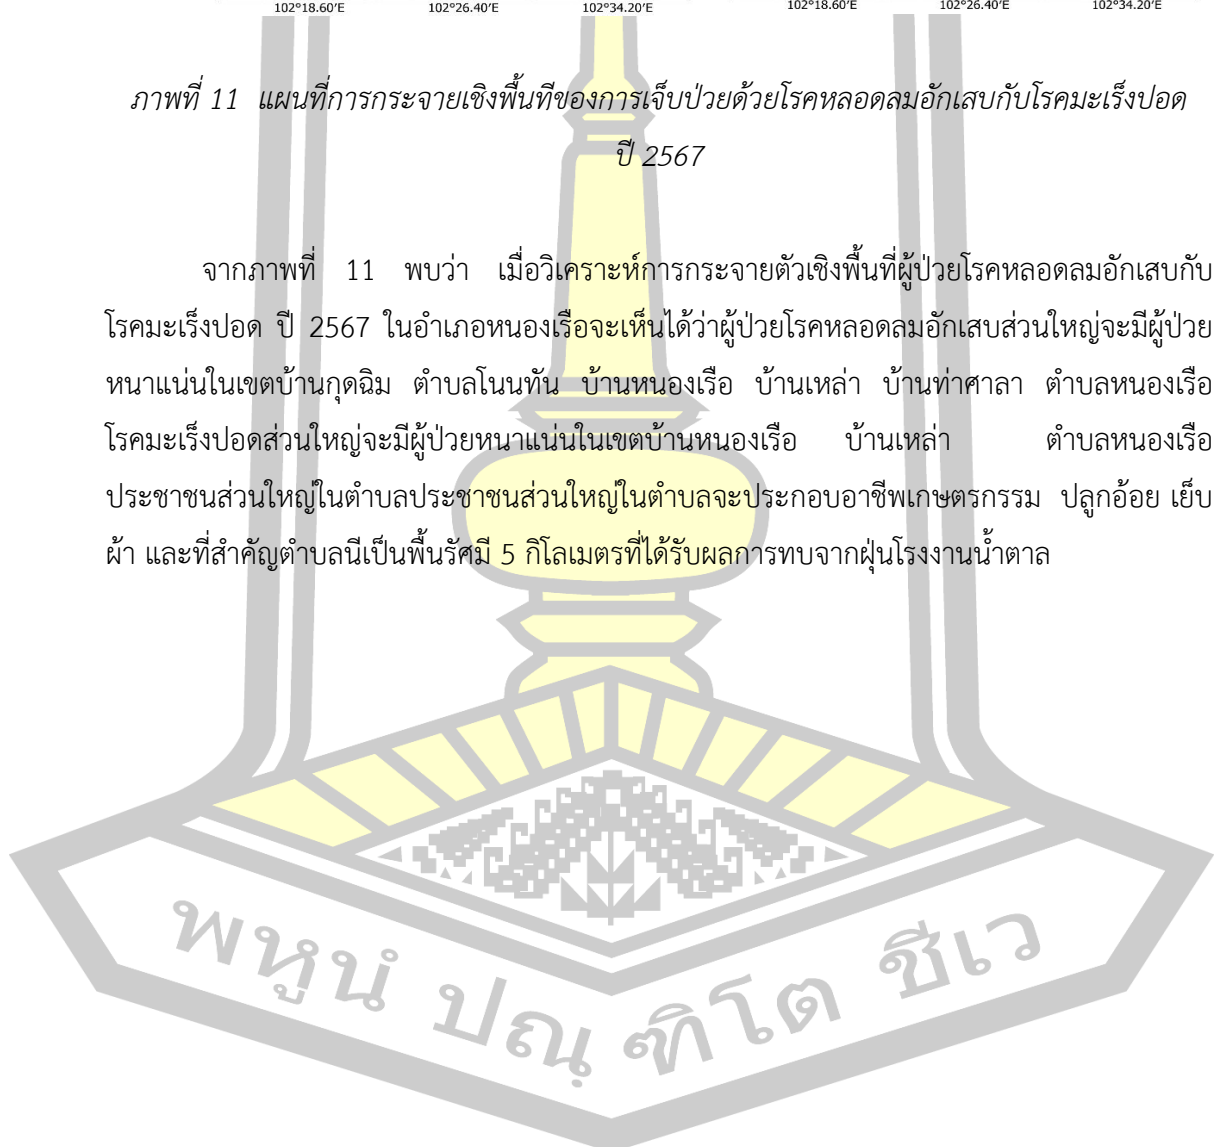 102°18.60′E 102°26.40′E 102°34.20′E 102°18.60′E 102°26.40′E 102°34.20′E
ภาพที่ 11 แผนที่การกระจายเชิงพื้นทีของการเจ็บป่วยด้วยโรคหลอดลมอักเสบกับโรคมะเร็งปอด
ปี 2567
จากภาพที่ 11 พบว่า เมื่อวิเคราะห์การกระจายตัวเชิงพื้นที่ผู้ป่วยโรคหลอดลมอักเสบกับ
โรคมะเร็งปอด ปี 2567 ในอำเภอหนองเรือจะเห็นได้ว่าผู้ป่วยโรคหลอดลมอักเสบส่วนใหญ่จะมีผู้ป่วย
หนาแน่นในเขตบ้านกุดฉิม ตำบลโนนทัน บ้านหนองเรือ บ้านเหล่า บ้านท่าศาลา ตำบลหนองเรือ
โรคมะเร็งปอดส่วนใหญ่จะมีผู้ป่วยหนาแน่นในเขตบ้านหนองเรือ บ้านเหล่า ตำบลหนองเรือ
ประชาชนส่วนใหญ่ในตำบลประชาชนส่วนใหญ่ในตำบลจะประกอบอาชีพเกษตรกรรม ปลูกอ้อย เย็บ
ผ้า และที่สำคัญตำบลนีเป็นพื้นรัศมี 5 กิโลเมตรที่ได้รับผลการทบจากฝุ่นโรงงานน้ำตาล
พหูนํ ปณฺ ฑิโต ชีเว